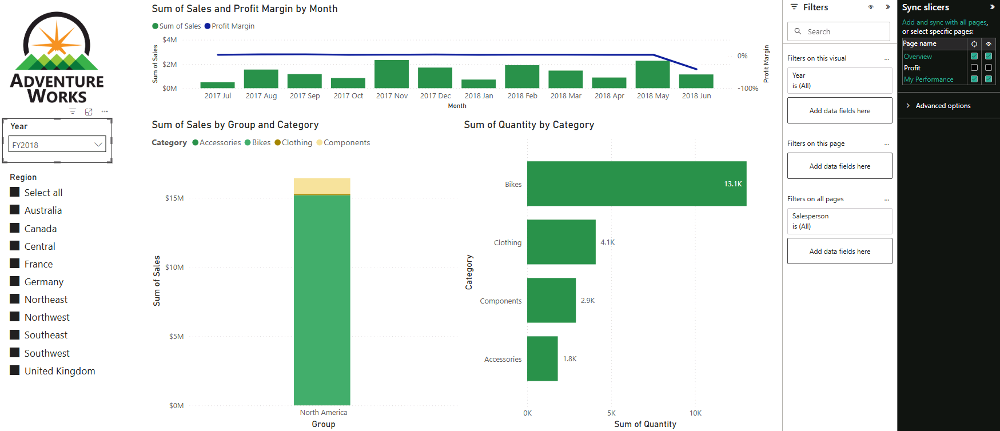 ADVENTURE
WORKS
Year
FY2018
Region
Select all
Australia
Canada
Central
France
Germany
Northeast
Northwest
Southeast
Southwest
United Kingdom
Sum of Sales and Profit Margin by Month
Sum of Sales Profit Margin
Sum of Sales
$4M
$2M
$0M
0%
-100%
Profit Margin
2017 Jul 2017 Aug 2017 Sep 2017 Oct 2017 Nov 2017 Dec 2018 Jan 2018 Feb 2018 Mar 2018 Apr 2018 May 2018 Jun
Month
Sum of Sales by Group and Category
Category Accessories Bikes Clothing Components
Sum of Sales
$15M
$10M
$5M
$0M
North America
Group
Sum of Quantity by Category
Category
Bikes 13.1K
Clothing 4.1K
Components 2.9K
Accessories 1.8K
0K 5K 10K
Sum of Quantity
Filters
Search
Filters on this visual ...
Year
is (All)
Add data fields here
Filters on this page ...
Add data fields here
Filters on all pages ...
Salesperson
is (All)
Add data fields here
Sync slicers
Add and sync with all pages,
or select specific pages:
Page name
Overview
Profit
My Performance
Advanced options